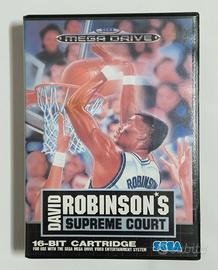 SEGA
MEGA DRIVE
ROBINSON
DAVID
ROBINSON'S
SUPREME COURT
16-BIT CARTRIDGE
FOR USE WITH THE SEGA MEGA DRIVE VIDEO ENTERTAINMENT SYSTEM
SEGA